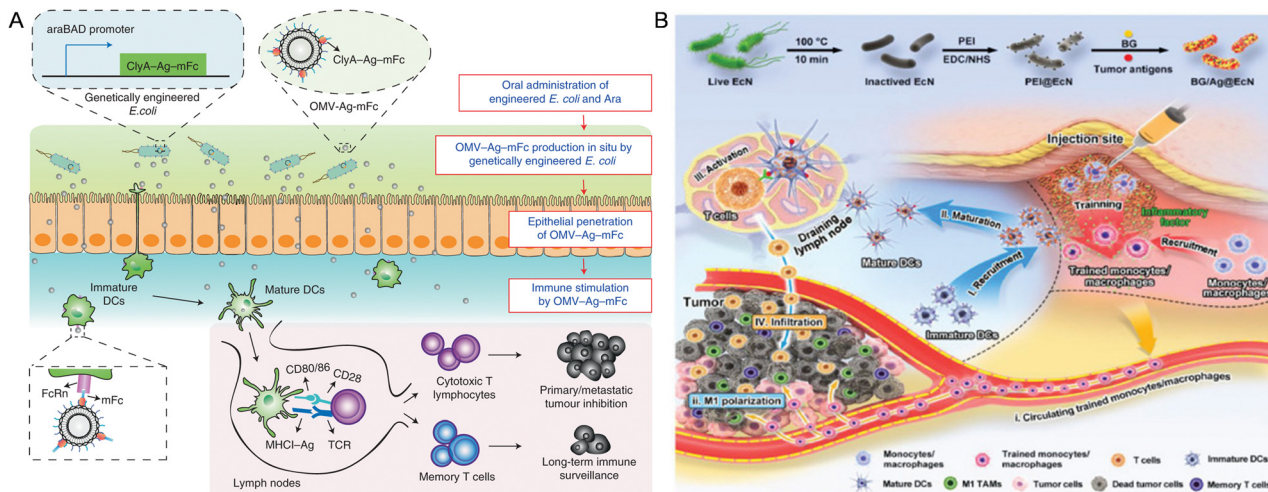 A
araBAD promoter
ClyA–Ag–mFc
Genetically engineered
E.coli
ClyA–Ag–mFc
OMV-Ag-mFc
Oral administration of
engineered E. coli and Ara
OMV–Ag–mFc production in situ by
genetically engineered E. coli
Epithelial penetration
of OMV–Ag–mFc
Immune stimulation
by OMV–Ag–mFc
Immature
DCs
Mature DCs
FcRn
mFc
CD80/86
CD28
MHCI–Ag
TCR
Lymph nodes
Cytotoxic T
lymphocytes
Primary/metastatic
tumour inhibition
Memory T cells
Long-term immune
surveillance
B
Live EcN
100 °C
10 min
Inactived EcN
PEI
EDC/NHS
PEI@EcN
BG
Tumor antigens
BG/Ag@EcN
Injection site
III. Activation
T cells
Draining
lymph node
Mature DCs
II. Maturation
I. Recruitment
Immature DCs
Trainning
Inflammatory
factor
Recruitment
Trained monocytes/
macrophages
Monocytes/
macrophages
Tumor
IV. Infiltration
ii. M1 polarization
i. Circulating trained monocytes/macrophages
Monocytes/
macrophages
Trained monocytes/
macrophages
T cells
Immature DCs
Mature DCs
M1 TAMs
Tumor cells
Dead tumor cells
Memory T cells